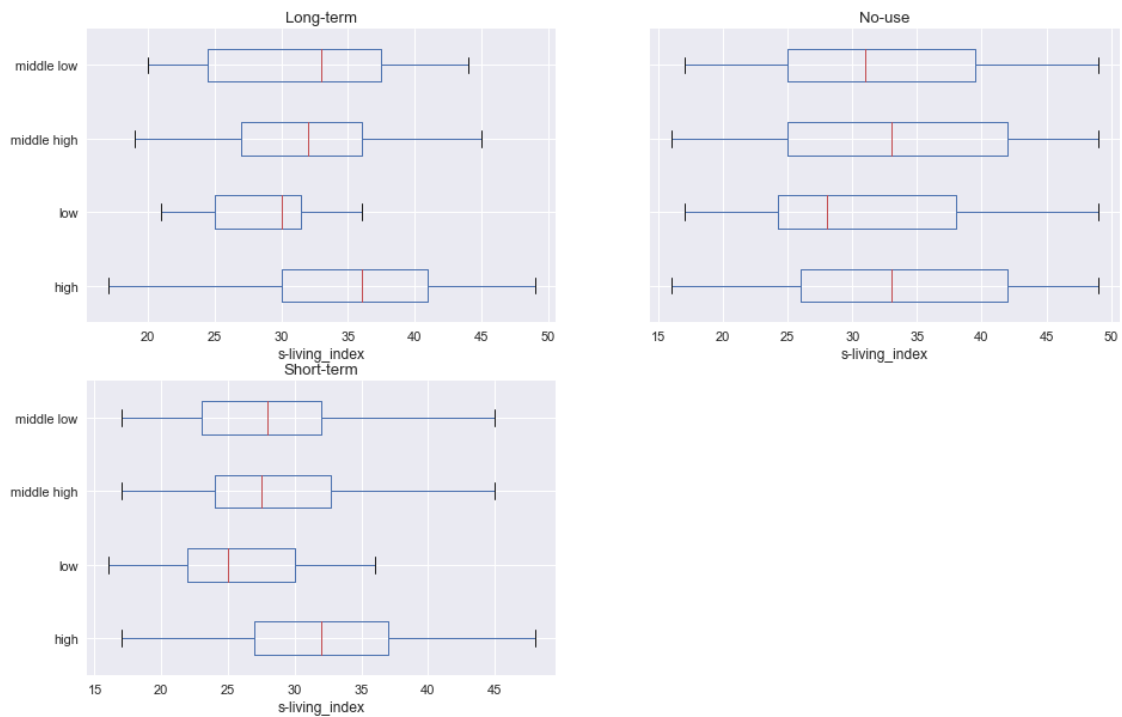 Long-term
middle low
middle high
low
high
20 25 30 35 40 45 50
s-living_index
No-use
15 20 25 30 35 40 45 50
s-living_index
Short-term
middle low
middle high
low
high
15 20 25 30 35 40 45
s-living_index